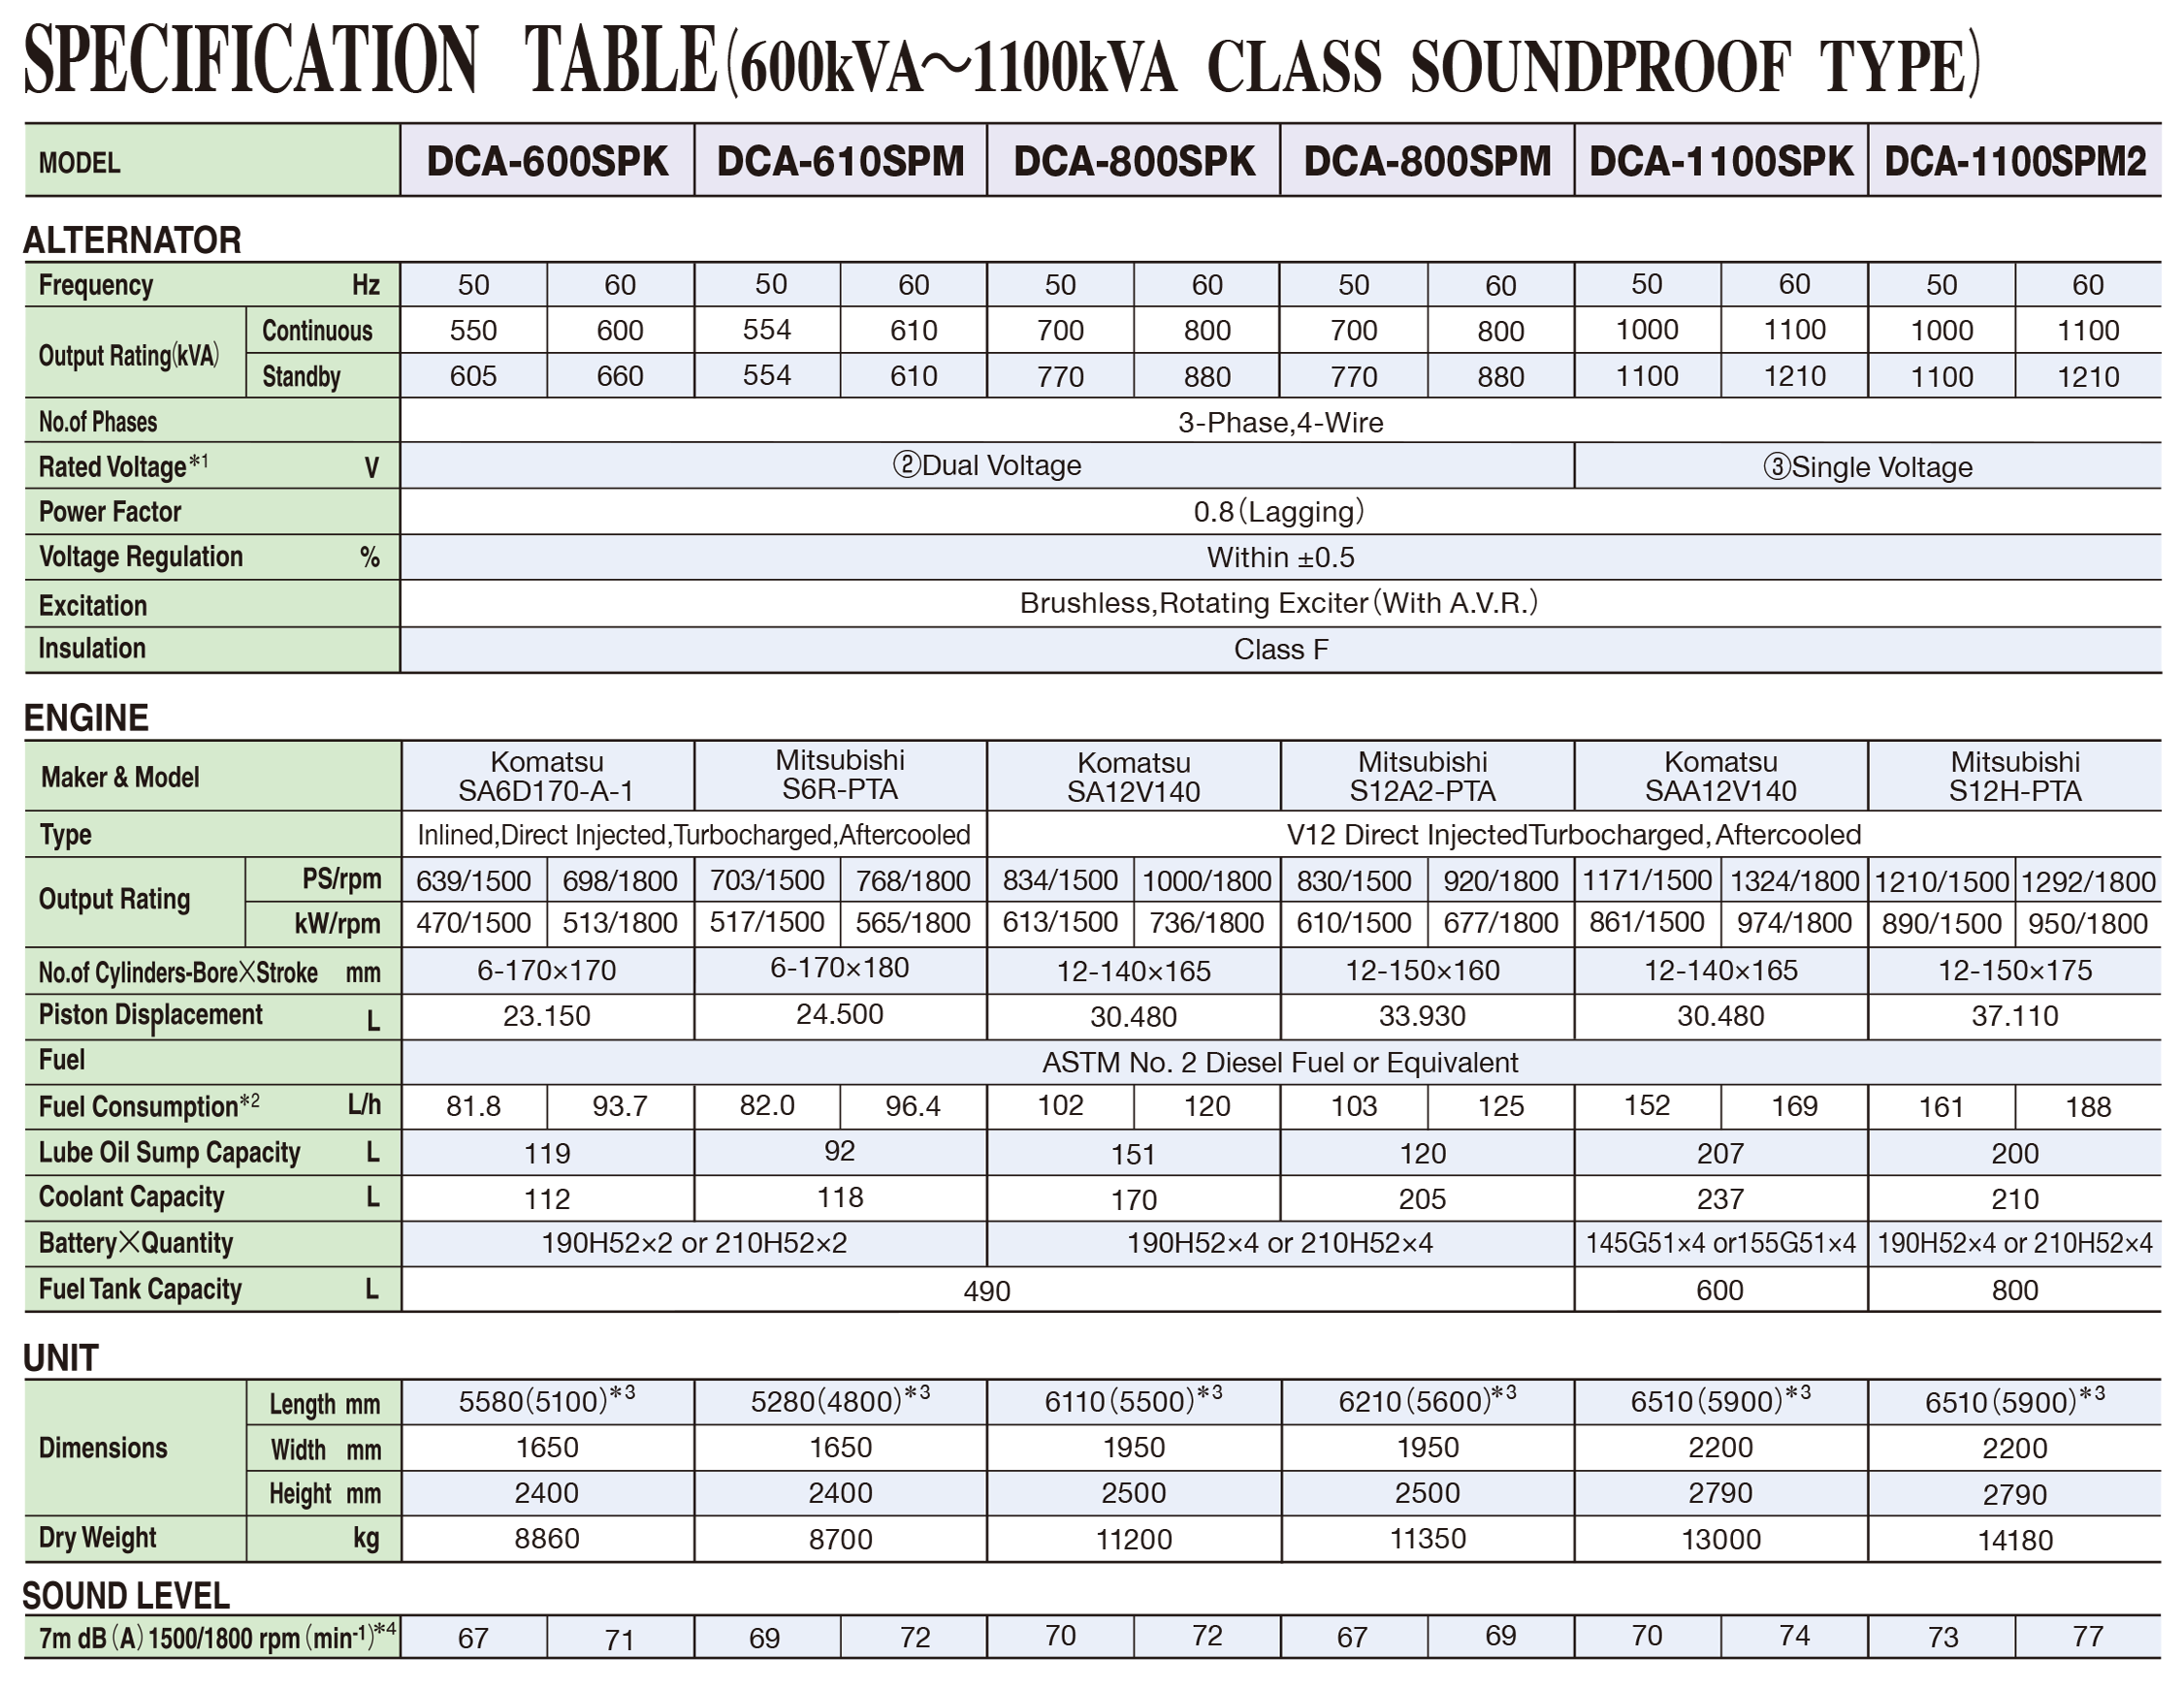 SPECIFICATION TABLE(600kVA～1100kVA CLASS SOUNDPROOF TYPE)
MODEL DCA-600SPK DCA-610SPM DCA-800SPK DCA-800SPM DCA-1100SPK DCA-1100SPM2
ALTERNATOR
Frequency Hz 50 60 50 60 50 60 50 60 50 60 50 60
Output Rating(kVA) Continuous 550 600 554 610 700 800 700 800 1000 1100 1000 1100
Standby 605 660 554 610 770 880 770 880 1100 1210 1100 1210
No.of Phases 3-Phase,4-Wire
Rated Voltage*1 V ②Dual Voltage ③Single Voltage
Power Factor 0.8(Lagging)
Voltage Regulation % Within ±0.5
Excitation Brushless,Rotating Exciter(With A.V.R.)
Insulation Class F
ENGINE
Maker & Model Komatsu SA6D170-A-1 Mitsubishi S6R-PTA Komatsu SA12V140 Mitsubishi S12A2-PTA Komatsu SAA12V140 Mitsubishi S12H-PTA
Type Inlined,Direct Injected,Turbocharged,Aftercooled V12 Direct InjectedTurbocharged, Aftercooled
Output Rating PS/rpm 639/1500 698/1800 703/1500 768/1800 834/1500 1000/1800 830/1500 920/1800 1171/1500 1324/1800 1210/1500 1292/1800
kW/rpm 470/1500 513/1800 517/1500 565/1800 613/1500 736/1800 610/1500 677/1800 861/1500 974/1800 890/1500 950/1800
No.of Cylinders-Bore×Stroke mm 6-170×170 6-170×180 12-140×165 12-150×160 12-140×165 12-150×175
Piston Displacement L 23.150 24.500 30.480 33.930 30.480 37.110
Fuel ASTM No. 2 Diesel Fuel or Equivalent
Fuel Consumption*2 L/h 81.8 93.7 82.0 96.4 102 120 103 125 152 169 161 188
Lube Oil Sump Capacity L 119 92 151 120 207 200
Coolant Capacity L 112 118 170 205 237 210
Battery×Quantity 190H52×2 or 210H52×2 190H52×4 or 210H52×4 145G51×4 or155G51×4 190H52×4 or 210H52×4
Fuel Tank Capacity L 490 600 800
UNIT
Dimensions Length mm 5580(5100)*3 5280(4800)*3 6110(5500)*3 6210(5600)*3 6510(5900)*3 6510(5900)*3
Width mm 1650 1650 1950 1950 2200 2200
Height mm 2400 2400 2500 2500 2790 2790
Dry Weight kg 8860 8700 11200 11350 13000 14180
SOUND LEVEL
7m dB(A)1500/1800 rpm(min-1)*4 67 71 69 72 70 72 67 69 70 74 73 77